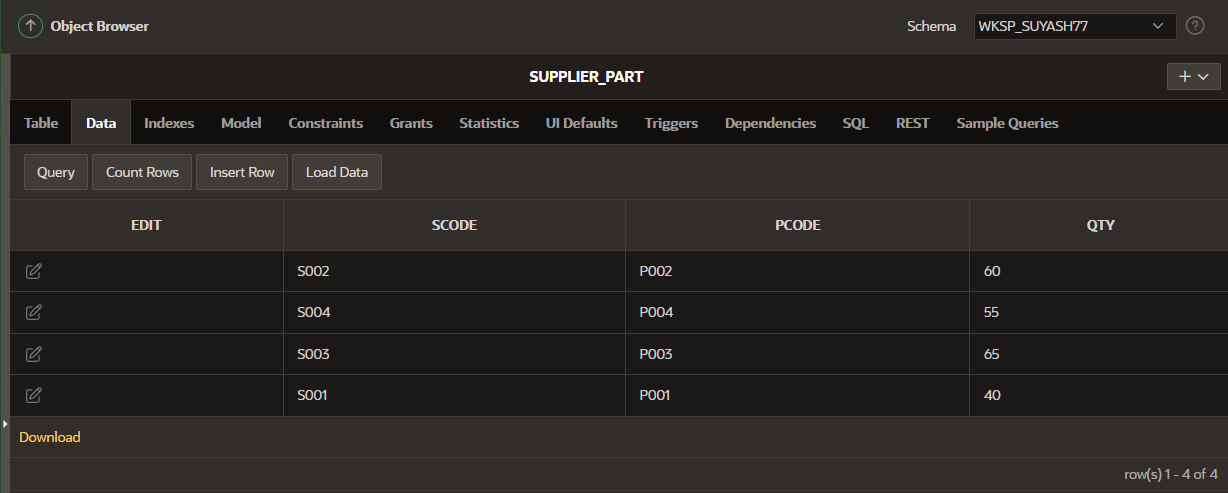 Object Browser Schema WKSP_SUYASH77
SUPPLIER_PART
Table Data Indexes Model Constraints Grants Statistics UI Defaults Triggers Dependencies SQL REST Sample Queries
Query Count Rows Insert Row Load Data
EDIT SCODE PCODE QTY
S002 P002 60
S004 P004 55
S003 P003 65
S001 P001 40
Download
row(s) 1 - 4 of 4